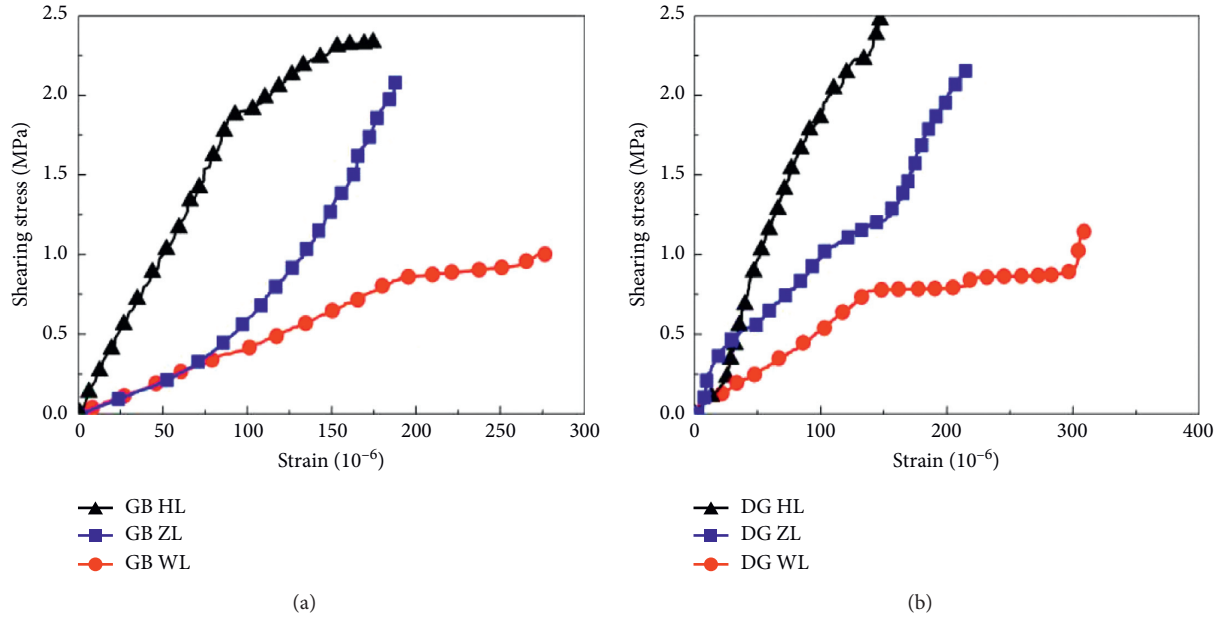 2.5
2.0
1.5
1.0
0.5
0.0
Shearing stress (MPa)
0 50 100 150 200 250 300
Strain (10⁻⁶)
GB HL
GB ZL
GB WL
(a)
2.5
2.0
1.5
1.0
0.5
0.0
Shearing stress (MPa)
0 100 200 300 400
Strain (10⁻⁶)
DG HL
DG ZL
DG WL
(b)